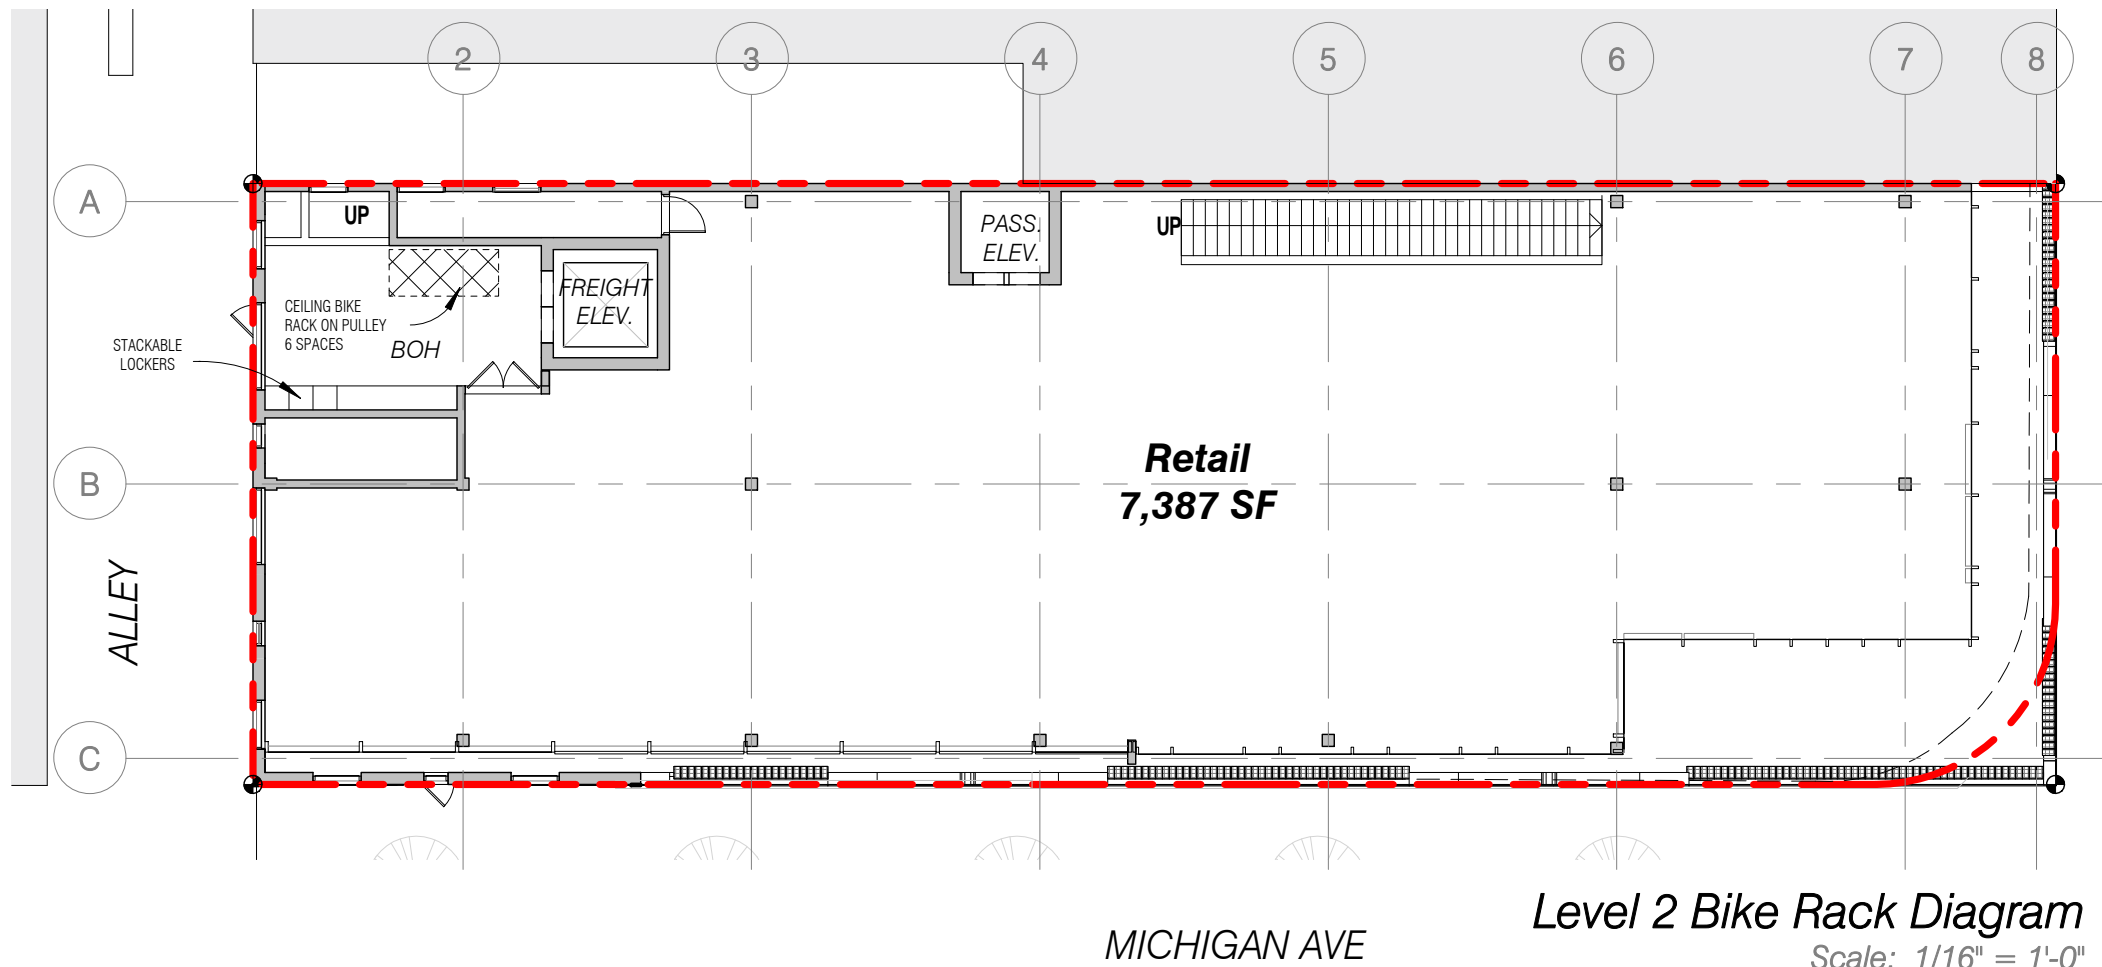 2
3
4
5
6
7
8
A
UP
PASS.
ELEV.
UP
FREIGHT
ELEV.
CEILING BIKE
RACK ON PULLEY
6 SPACES
BOH
STACKABLE
LOCKERS
Retail
7,387 SF
B
ALLEY
C
Level 2 Bike Rack Diagram
MICHIGAN AVE
Scale: 1/16" = 1'-0"